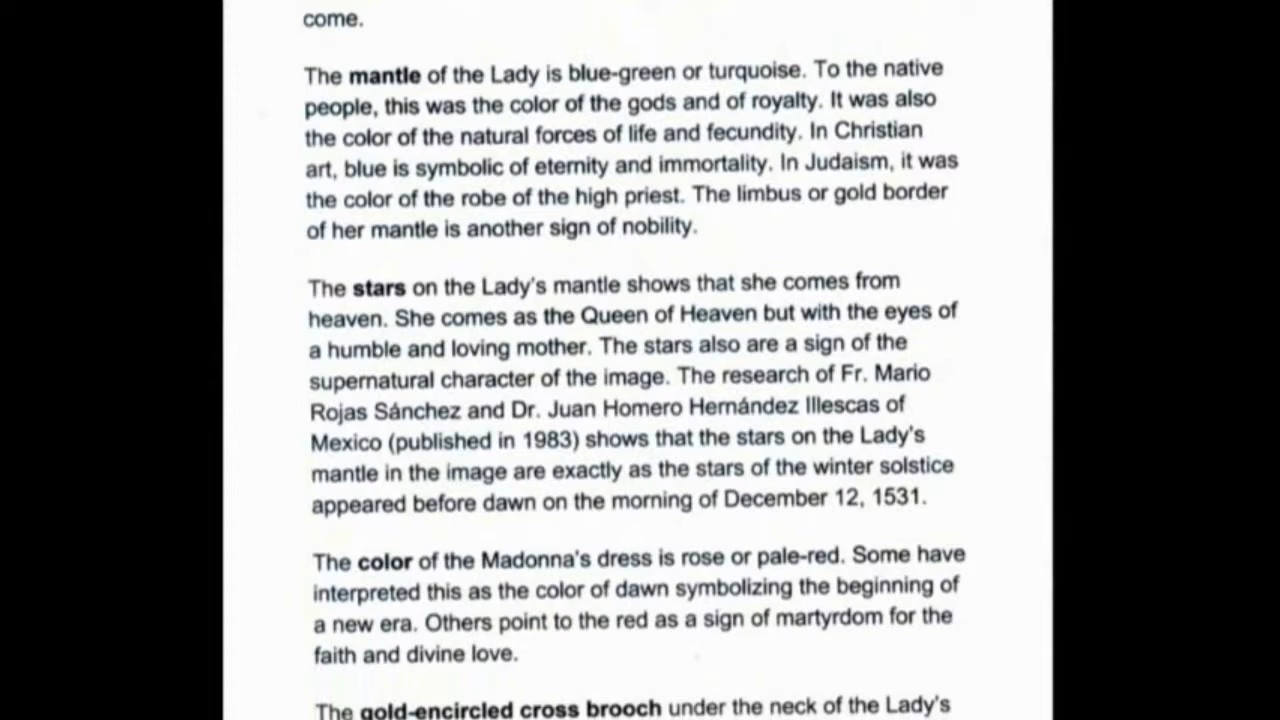 come.
The mantle of the Lady is blue-green or turquoise. To the native
people, this was the color of the gods and of royalty. It was also
the color of the natural forces of life and fecundity. In Christian
art, blue is symbolic of eternity and immortality. In Judaism, it was
the color of the robe of the high priest. The limbus or gold border
of her mantle is another sign of nobility.
The stars on the Lady's mantle shows that she comes from
heaven. She comes as the Queen of Heaven but with the eyes of
a humble and loving mother. The stars also are a sign of the
supernatural character of the image. The research of Fr. Mario
Rojas Sánchez and Dr. Juan Homero Hernández Illescas of
Mexico (published in 1983) shows that the stars on the Lady's
mantle in the image are exactly as the stars of the winter solstice
appeared before dawn on the morning of December 12, 1531.
The color of the Madonna's dress is rose or pale-red. Some have
interpreted this as the color of dawn symbolizing the beginning of
a new era. Others point to the red as a sign of martyrdom for the
faith and divine love.
The gold-encircled cross brooch under the neck of the Lady's